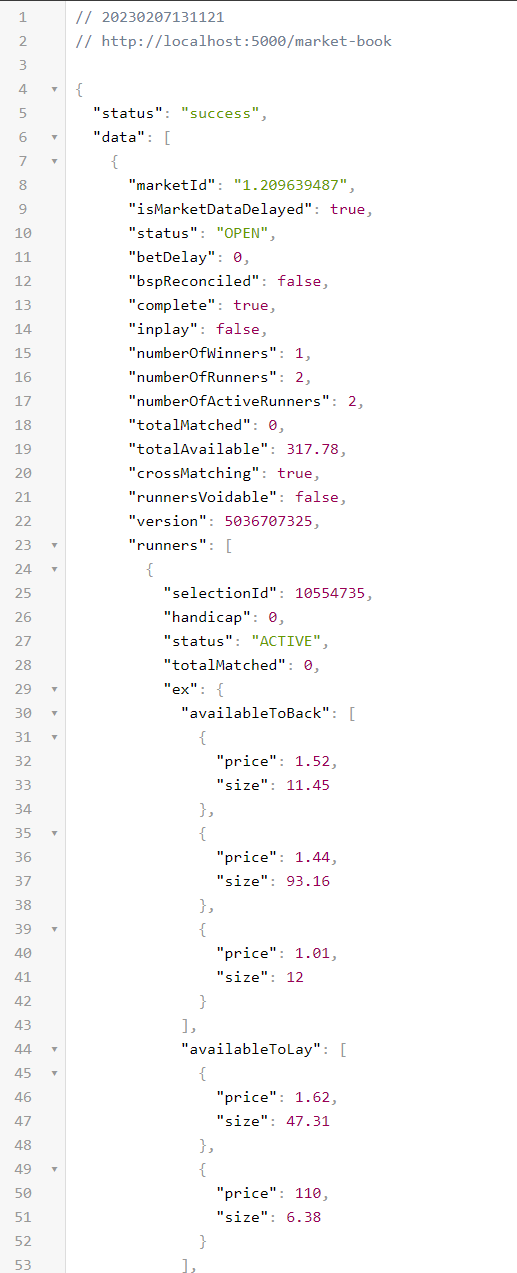 1 // 20230207131121
2 // http://localhost:5000/market-book
3
4 {
5 "status": "success",
6 "data": [
7 {
8 "marketId": "1.209639487",
9 "isMarketDataDelayed": true,
10 "status": "OPEN",
11 "betDelay": 0,
12 "bspReconciled": false,
13 "complete": true,
14 "inplay": false,
15 "numberOfWinners": 1,
16 "numberOfRunners": 2,
17 "numberOfActiveRunners": 2,
18 "totalMatched": 0,
19 "totalAvailable": 317.78,
20 "crossMatching": true,
21 "runnersVoidable": false,
22 "version": 5036707325,
23 "runners": [
24 {
25 "selectionId": 10554735,
26 "handicap": 0,
27 "status": "ACTIVE",
28 "totalMatched": 0,
29 "ex": {
30 "availableToBack": [
31 {
32 "price": 1.52,
33 "size": 11.45
34 },
35 {
36 "price": 1.44,
37 "size": 93.16
38 },
39 {
40 "price": 1.01,
41 "size": 12
42 }
43 ],
44 "availableToLay": [
45 {
46 "price": 1.62,
47 "size": 47.31
48 },
49 {
50 "price": 110,
51 "size": 6.38
52 }
53 ],